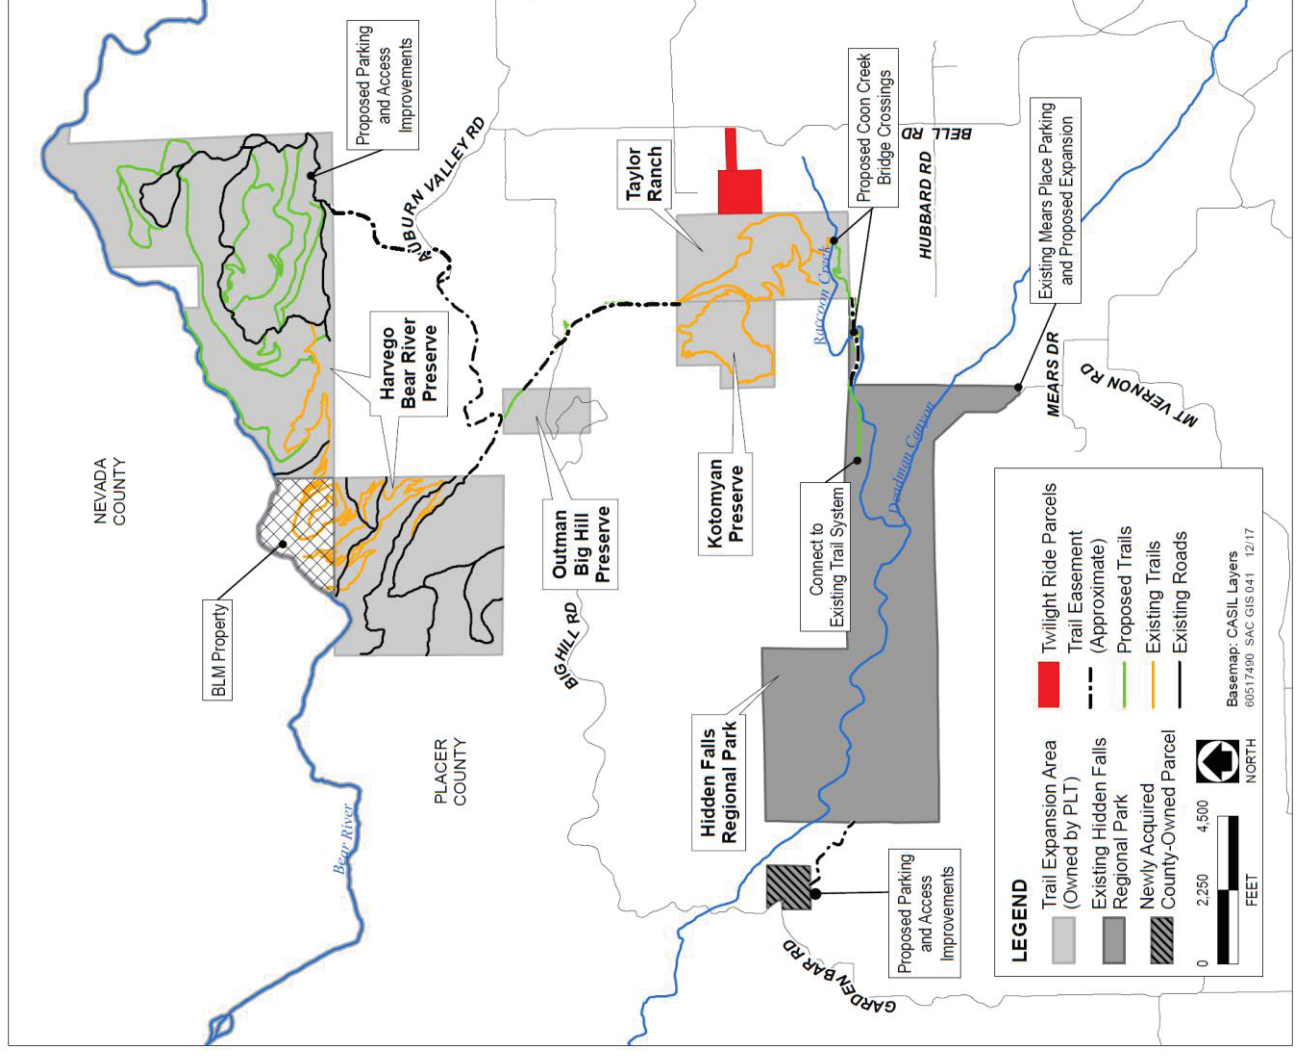 NEVADA
COUNTY
PLACER
COUNTY
Bear River
BLM Property
Harvego
Bear River
Preserve
Proposed Parking
and Access
Improvements
AUBURN VALLEY RD
Outman
Big Hill
Preserve
BIG HILL RD
Taylor
Ranch
Kotomyan
Preserve
Raccoon Creek
Proposed Coon Creek
Bridge Crossings
BELL RD
HUBBARD RD
Existing Mears Place Parking
and Proposed Expansion
MEARS DR
MT VERNON RD
Deadman Canyon
Connect to
Existing Trail System
Hidden Falls
Regional Park
Proposed Parking
and Access
Improvements
GARDEN BAR RD
LEGEND
Trail Expansion Area
(Owned by PLT)
Existing Hidden Falls
Regional Park
Newly Acquired
County-Owned Parcel
Twilight Ride Parcels
Trail Easement
(Approximate)
Proposed Trails
Existing Trails
Existing Roads
0 2,250 4,500
FEET
NORTH
Basemap: CASIL Layers
60517490 SAC GIS 041 12/17